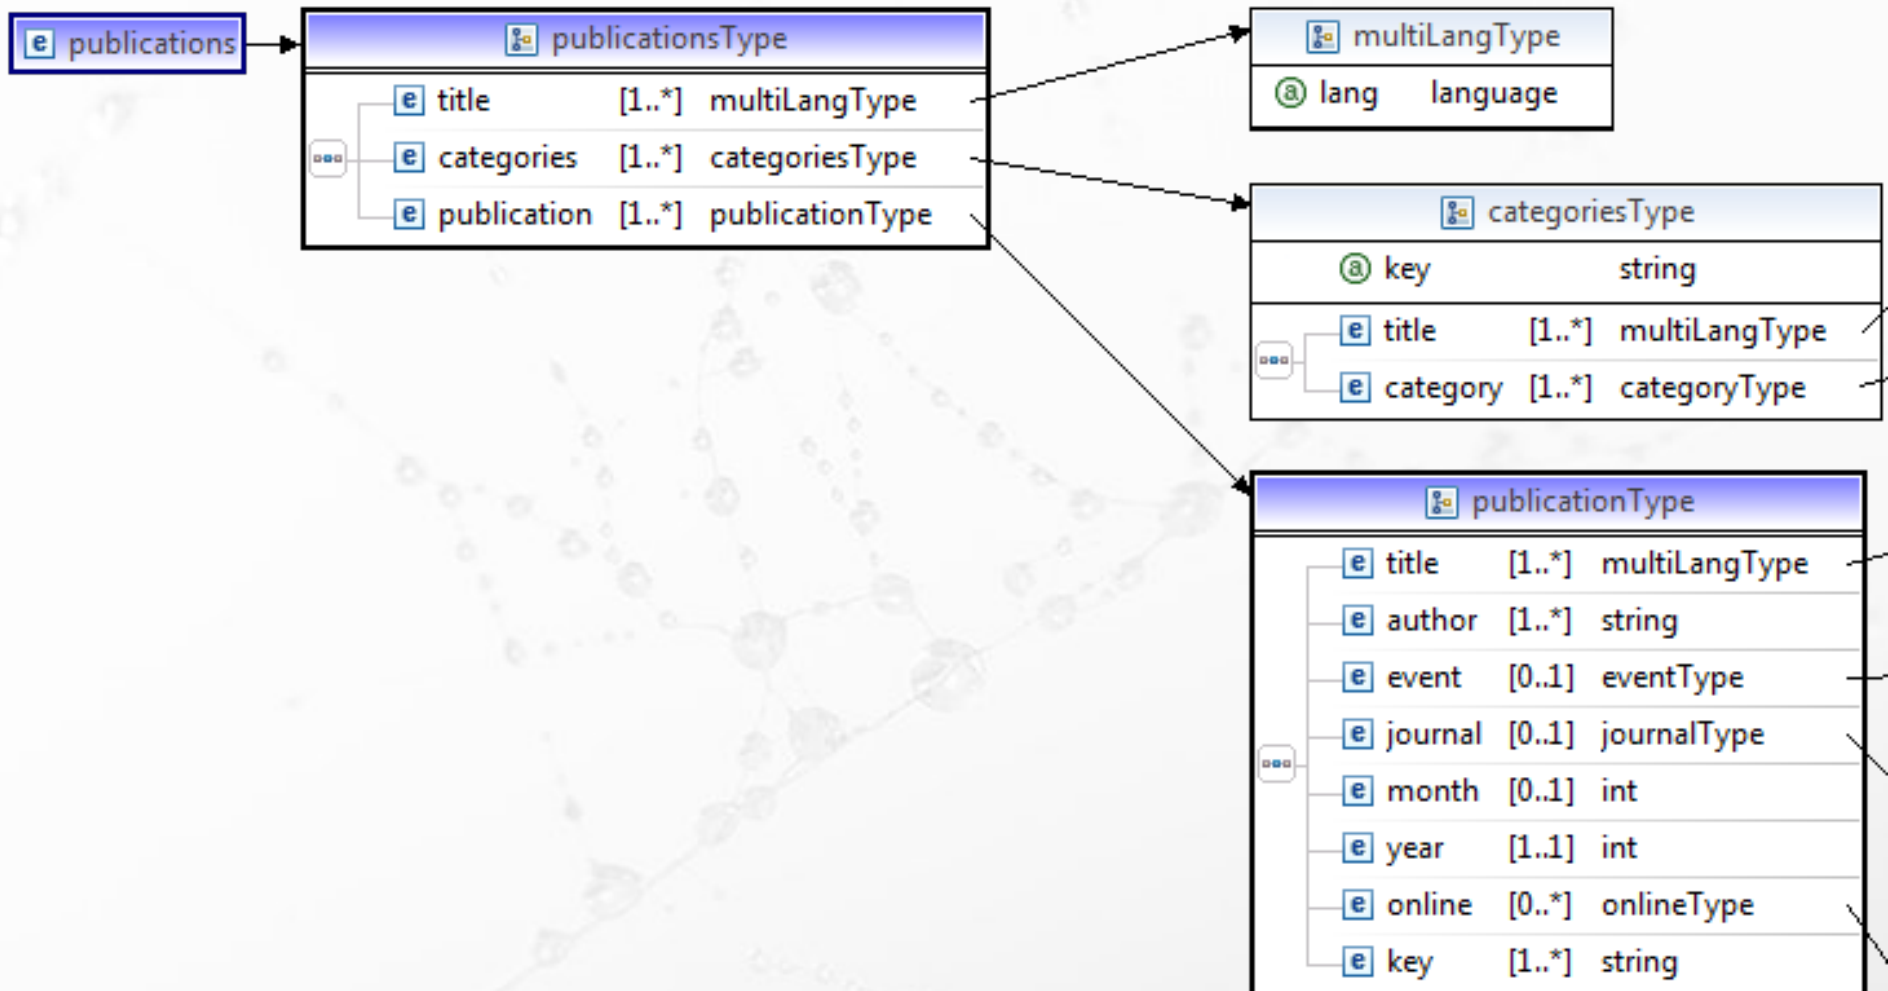 e publications
publicationsType
e title [1..*] multiLangType
e categories [1..*] categoriesType
e publication [1..*] publicationType
multiLangType
a lang language
categoriesType
a key string
e title [1..*] multiLangType
e category [1..*] categoryType
publicationType
e title [1..*] multiLangType
e author [1..*] string
e event [0..1] eventType
e journal [0..1] journalType
e month [0..1] int
e year [1..1] int
e online [0..*] onlineType
e key [1..*] string